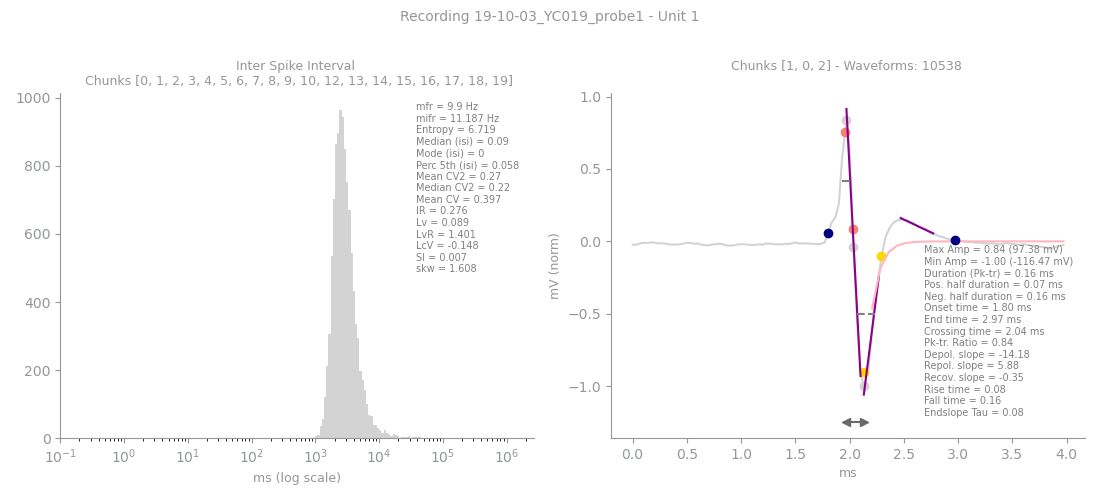 Recording 19-10-03_YC019_probe1 - Unit 1
Inter Spike Interval
Chunks [0, 1, 2, 3, 4, 5, 6, 7, 8, 9, 10, 12, 13, 14, 15, 16, 17, 18, 19]
1000
800
600
400
200
0
mfr = 9.9 Hz
mifr = 11.187 Hz
Entropy = 6.719
Median (isi) = 0.09
Mode (isi) = 0
Perc 5th (isi) = 0.058
Mean CV2 = 0.27
Median CV2 = 0.22
Mean CV = 0.397
IR = 0.276
Lv = 0.089
LvR = 1.401
LcV = -0.148
SI = 0.007
skw = 1.608
10⁻¹ 10⁰ 10¹ 10² 10³ 10⁴ 10⁵ 10⁶
ms (log scale)
Chunks [1, 0, 2] - Waveforms: 10538
mV (norm)
1.0
0.5
0.0
−0.5
−1.0
Max Amp = 0.84 (97.38 mV)
Min Amp = -1.00 (-116.47 mV)
Duration (Pk-tr) = 0.16 ms
Pos. half duration = 0.07 ms
Neg. half duration = 0.16 ms
Onset time = 1.80 ms
End time = 2.97 ms
Crossing time = 2.04 ms
Pk-tr. Ratio = 0.84
Depol. slope = -14.18
Repol. slope = 5.88
Recov. slope = -0.35
Rise time = 0.08
Fall time = 0.16
Endslope Tau = 0.08
0.0 0.5 1.0 1.5 2.0 2.5 3.0 3.5 4.0
ms